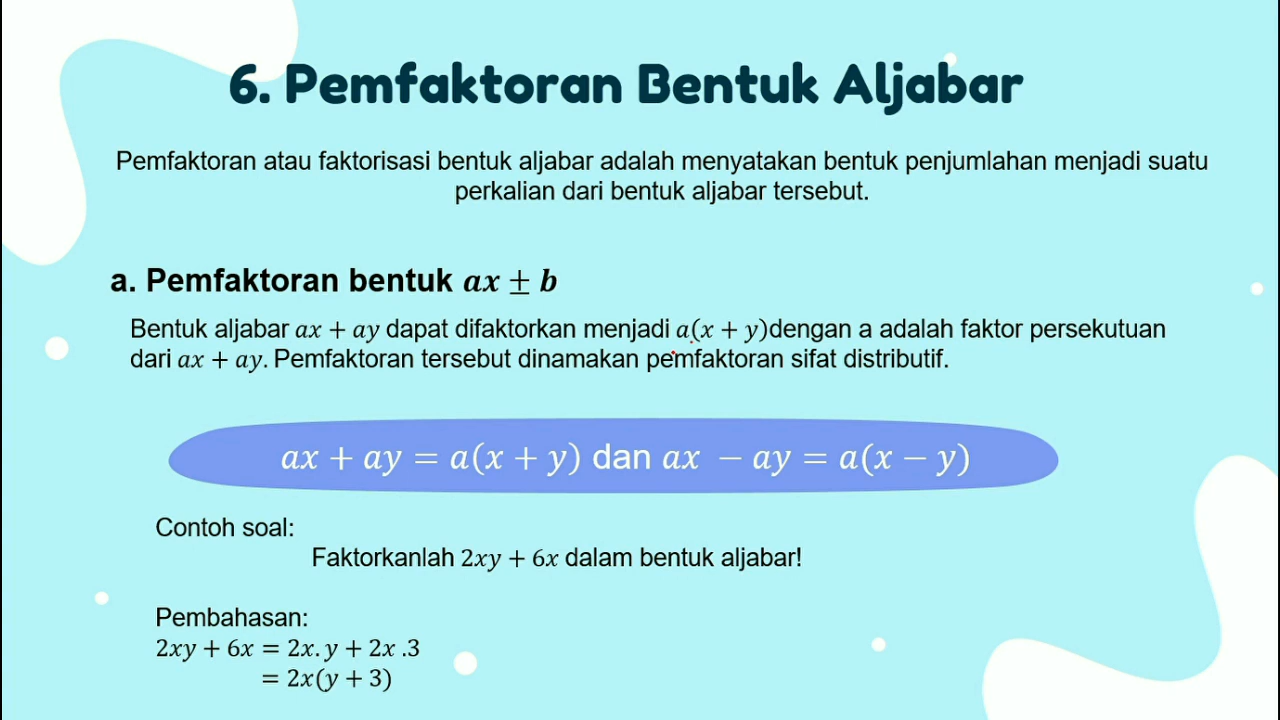 6. Pemfaktoran Bentuk Aljabar
Pemfaktoran atau faktorisasi bentuk aljabar adalah menyatakan bentuk penjumlahan menjadi suatu
perkalian dari bentuk aljabar tersebut.
a. Pemfaktoran bentuk ax ± b
Bentuk aljabar ax + ay dapat difaktorkan menjadi a(x + y)dengan a adalah faktor persekutuan
dari ax + ay. Pemfaktoran tersebut dinamakan pemfaktoran sifat distributif.
ax + ay = a(x + y) dan ax − ay = a(x − y)
Contoh soal:
Faktorkanlah 2xy + 6x dalam bentuk aljabar!
Pembahasan:
2xy + 6x = 2x. y + 2x .3
= 2x(y + 3)